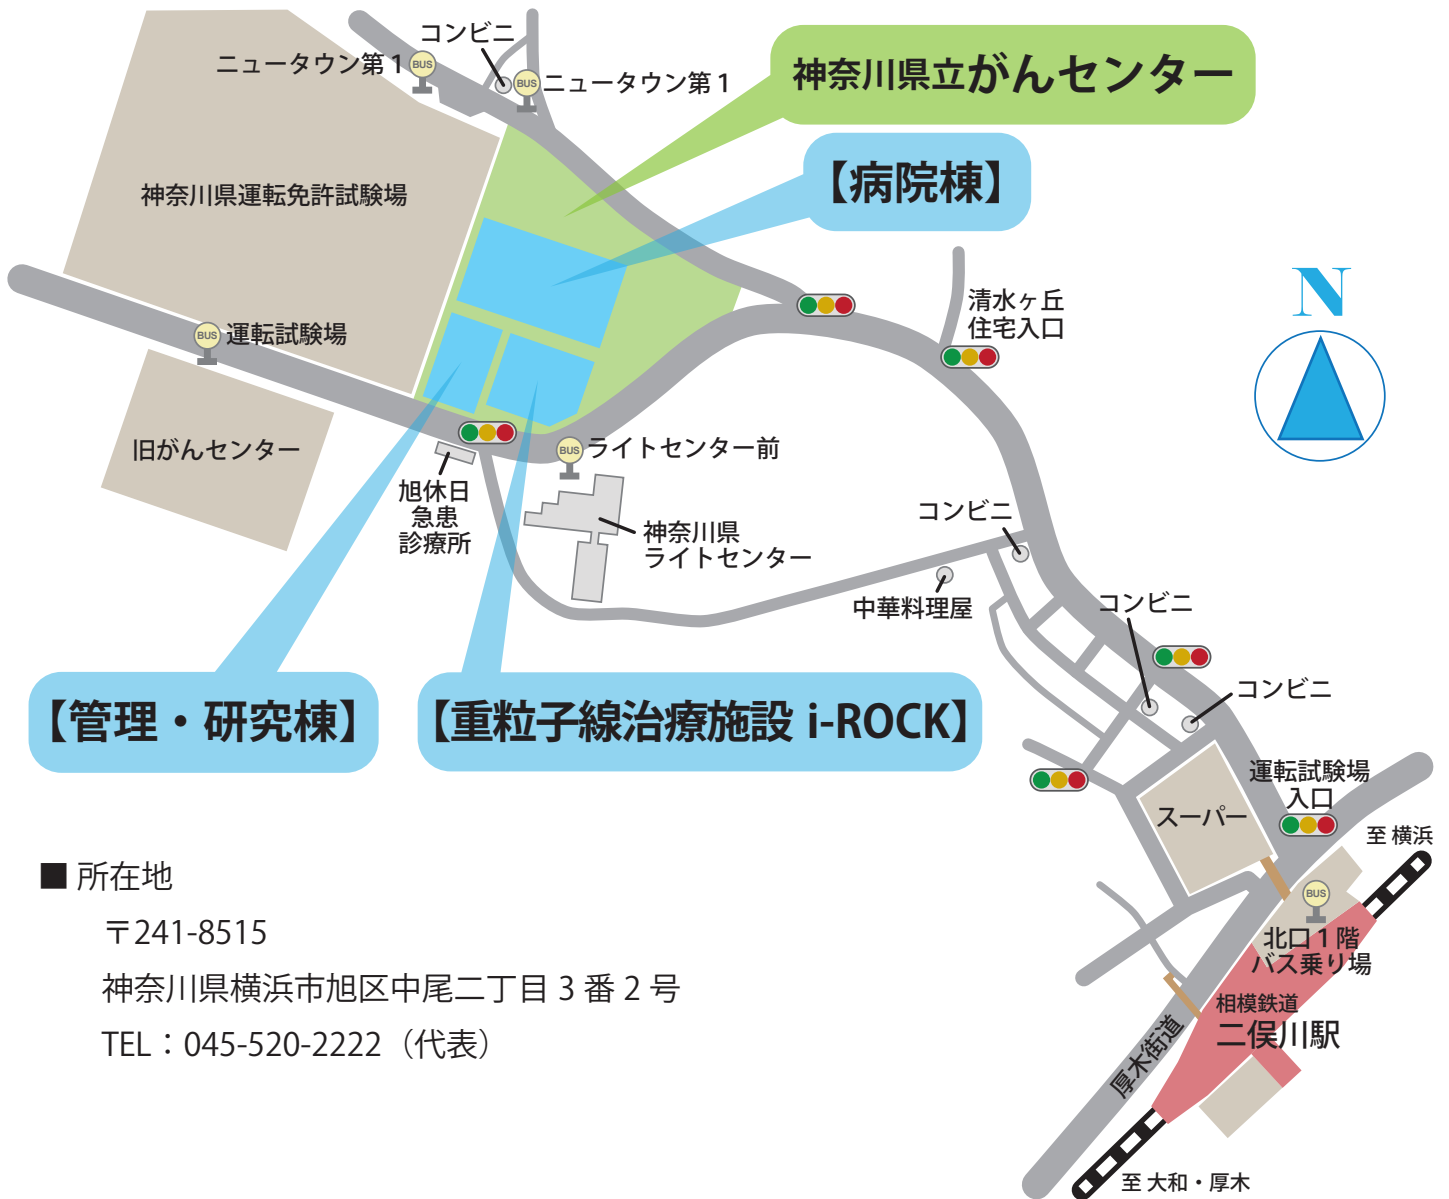 コンビニ
ニュータウン第1
BUS
BUS
ニュータウン第1
神奈川県立がんセンター
【病院棟】
神奈川県運転免許試験場
N
清水ヶ丘
住宅入口
BUS
運転試験場
旧がんセンター
BUS
ライトセンター前
旭休日
急患
診療所
神奈川県
ライトセンター
コンビニ
中華料理屋
コンビニ
コンビニ
【管理・研究棟】
【重粒子線治療施設 i-ROCK】
運転試験場
入口
スーパー
至 横浜
BUS
北口1階
バス乗り場
相模鉄道
二俣川駅
厚木街道
至 大和・厚木
■ 所在地
〒241-8515
神奈川県横浜市旭区中尾二丁目 3 番 2 号
TEL：045-520-2222（代表）